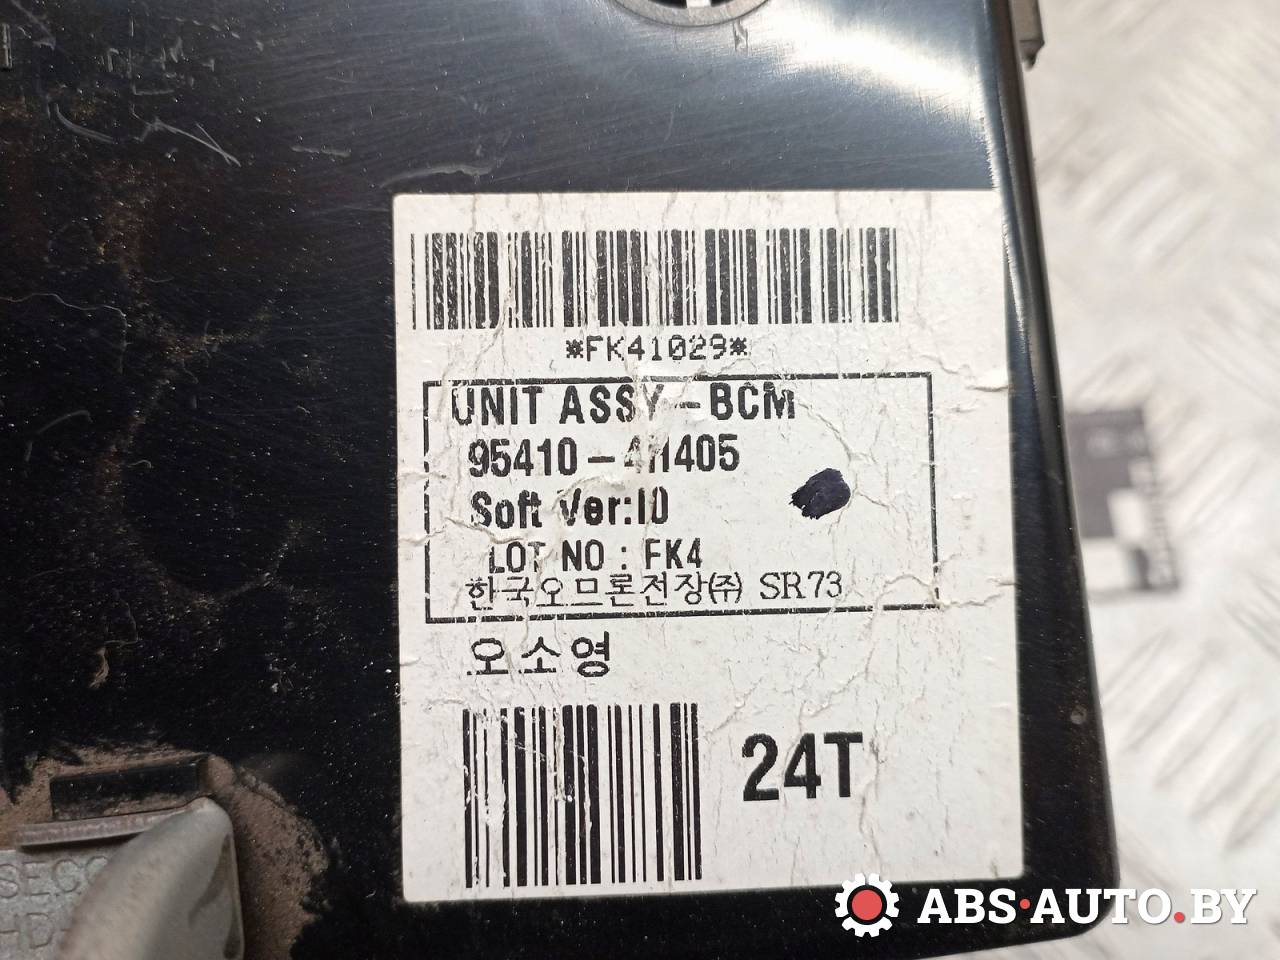 *FK41029*
UNIT ASSY-BCM
95410-4H405
Soft Ver:10
LOT NO : FK4
한국오므론전장(주) SR73
오소영
24T
SECC
ABS·AUTO.BY